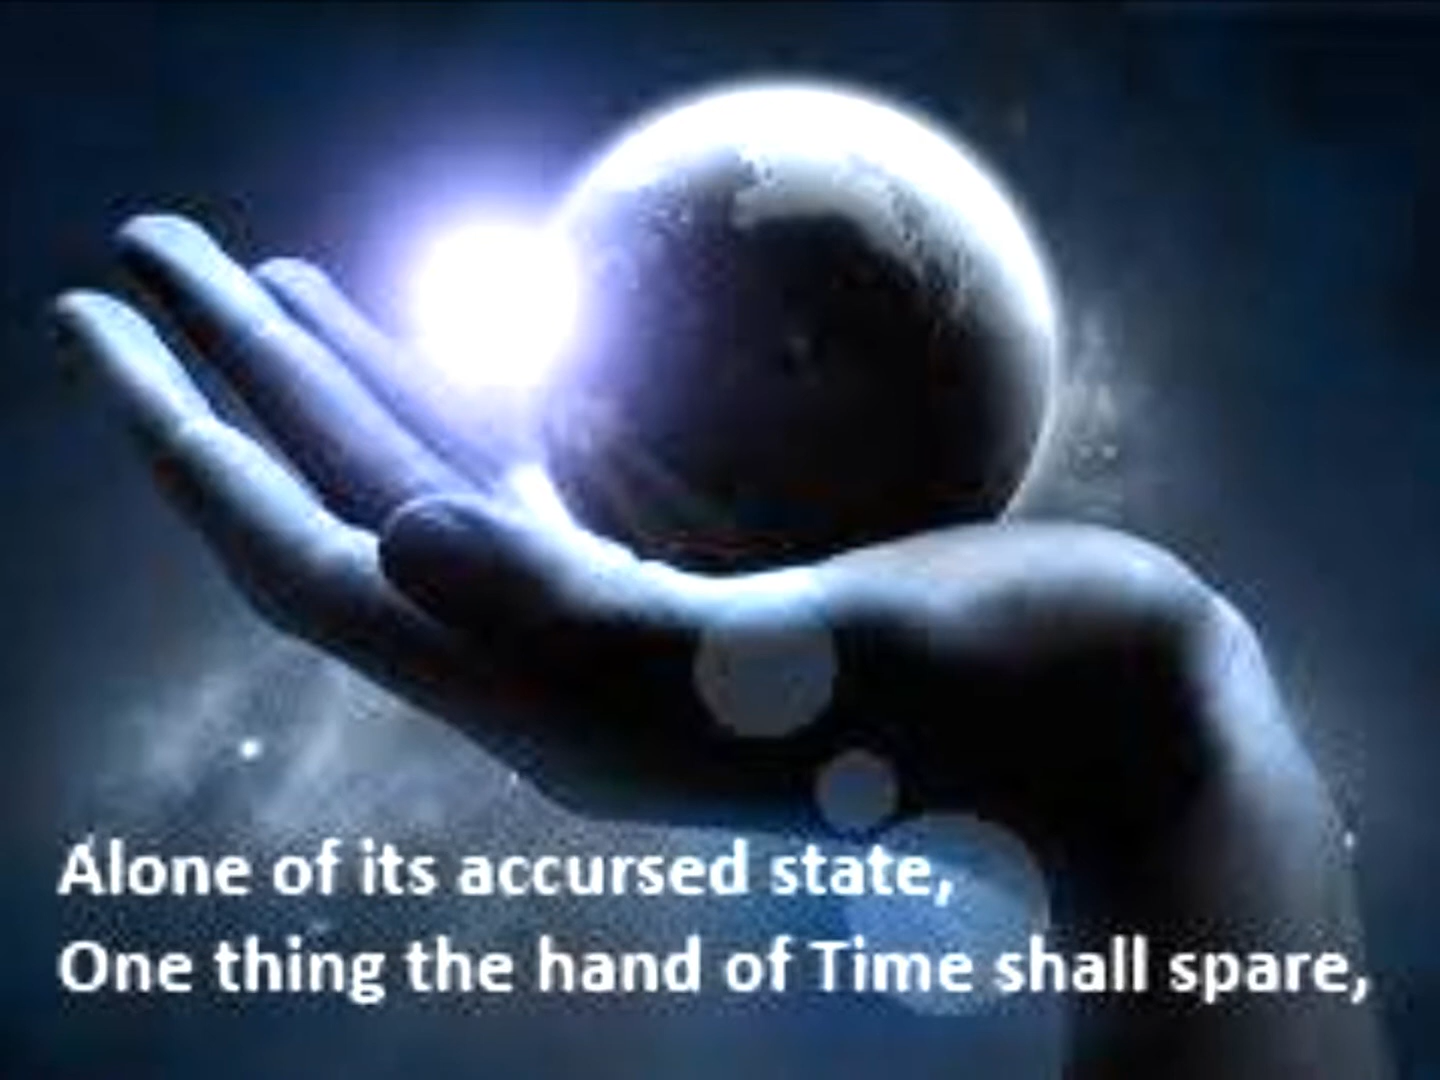 Alone of its accursed state,
One thing the hand of Time shall spare,